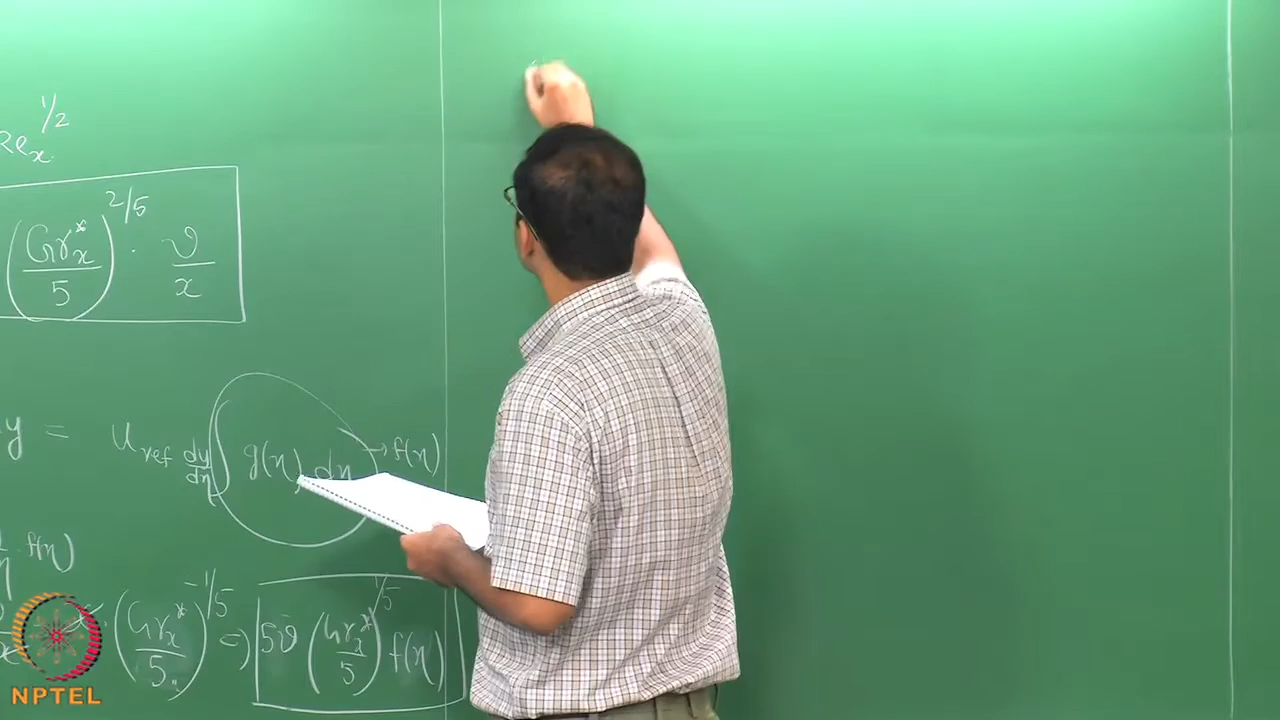 Re_x^{1/2}
(Gr_x^*/5)^{2/5} · ν/x
y = u_ref dy/dη ∫ g(η) dη → f(η)
· f(η)
(Gr_x^*/5)^{-1/5} ⇒ 5ν (Gr_x^*/5)^{1/5} f(η)
NPTEL